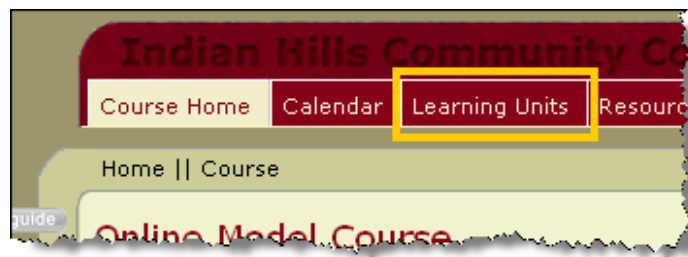 Indian Hills Community Co
Course Home Calendar Learning Units Resourc
Home || Course
guide
Online Model Course